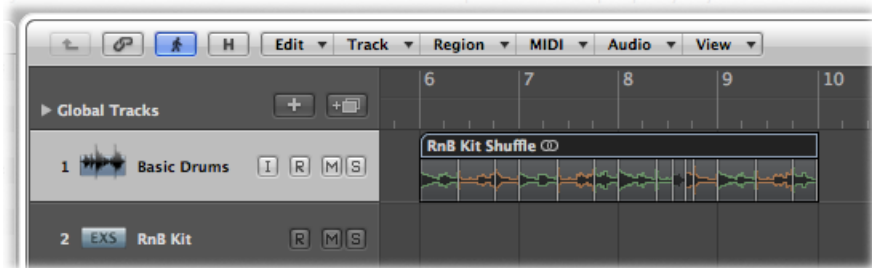 H Edit Track Region MIDI Audio View
6 7 8 9 10
Global Tracks
RnB Kit Shuffle
1 Basic Drums I R M S
2 EXS RnB Kit R M S